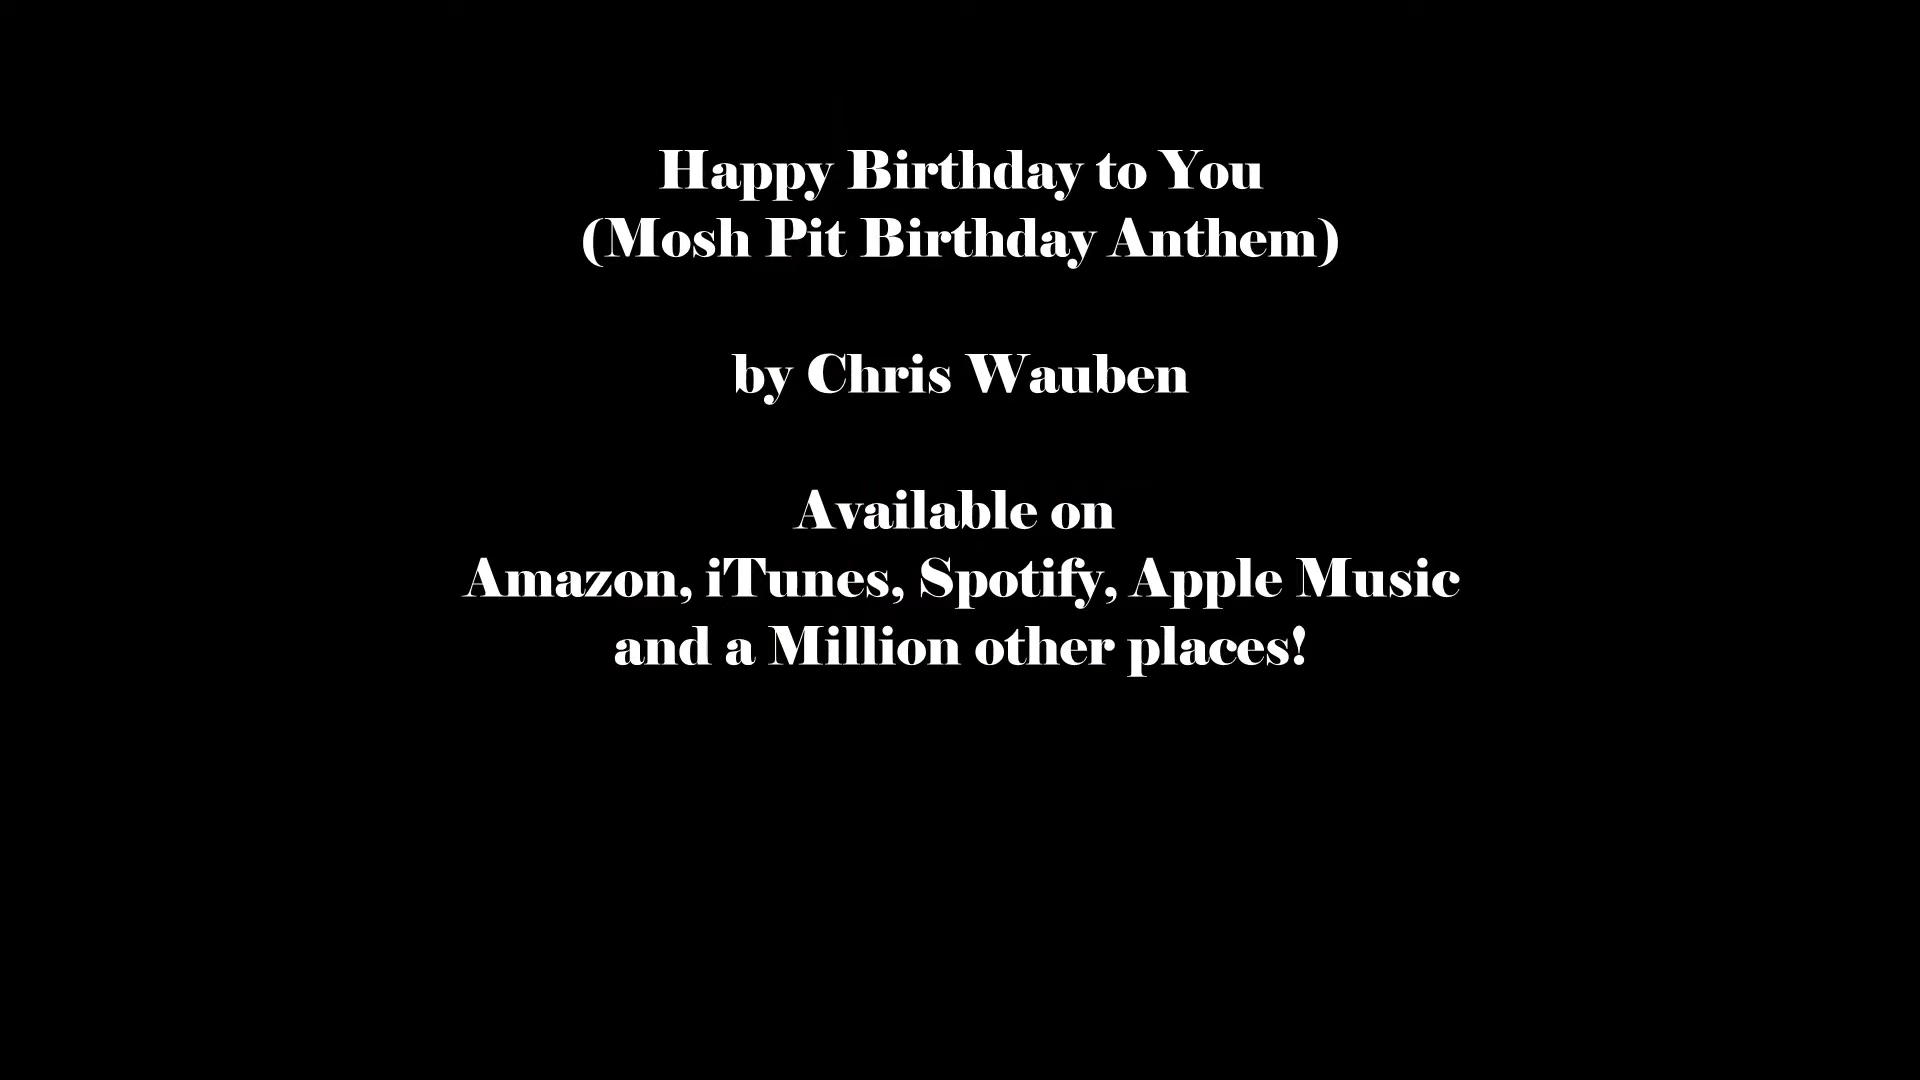 Happy Birthday to You
(Mosh Pit Birthday Anthem)
by Chris Wauben
Available on
Amazon, iTunes, Spotify, Apple Music
and a Million other places!